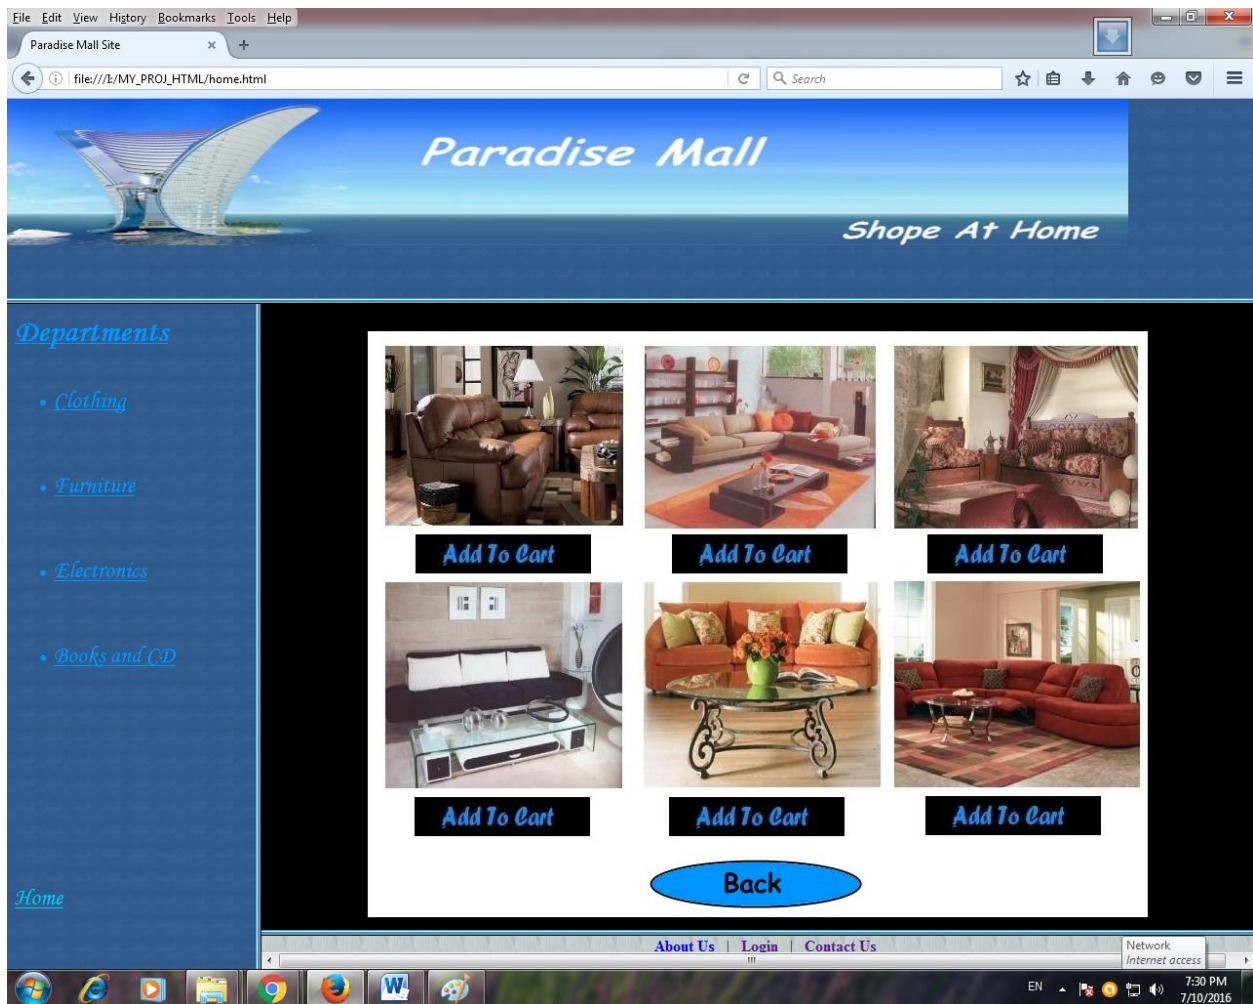 File Edit View History Bookmarks Tools Help
Paradise Mall Site
file:///E:/MY_PROJ_HTML/home.html
Search
Paradise Mall
Shope At Home
Departments
• Clothing
• Furniture
• Electronics
• Books and CD
Home
Add To Cart Add To Cart Add To Cart
Add To Cart Add To Cart Add To Cart
Back
About Us | Login | Contact Us
Network
Internet access
EN
7:30 PM
7/10/2016